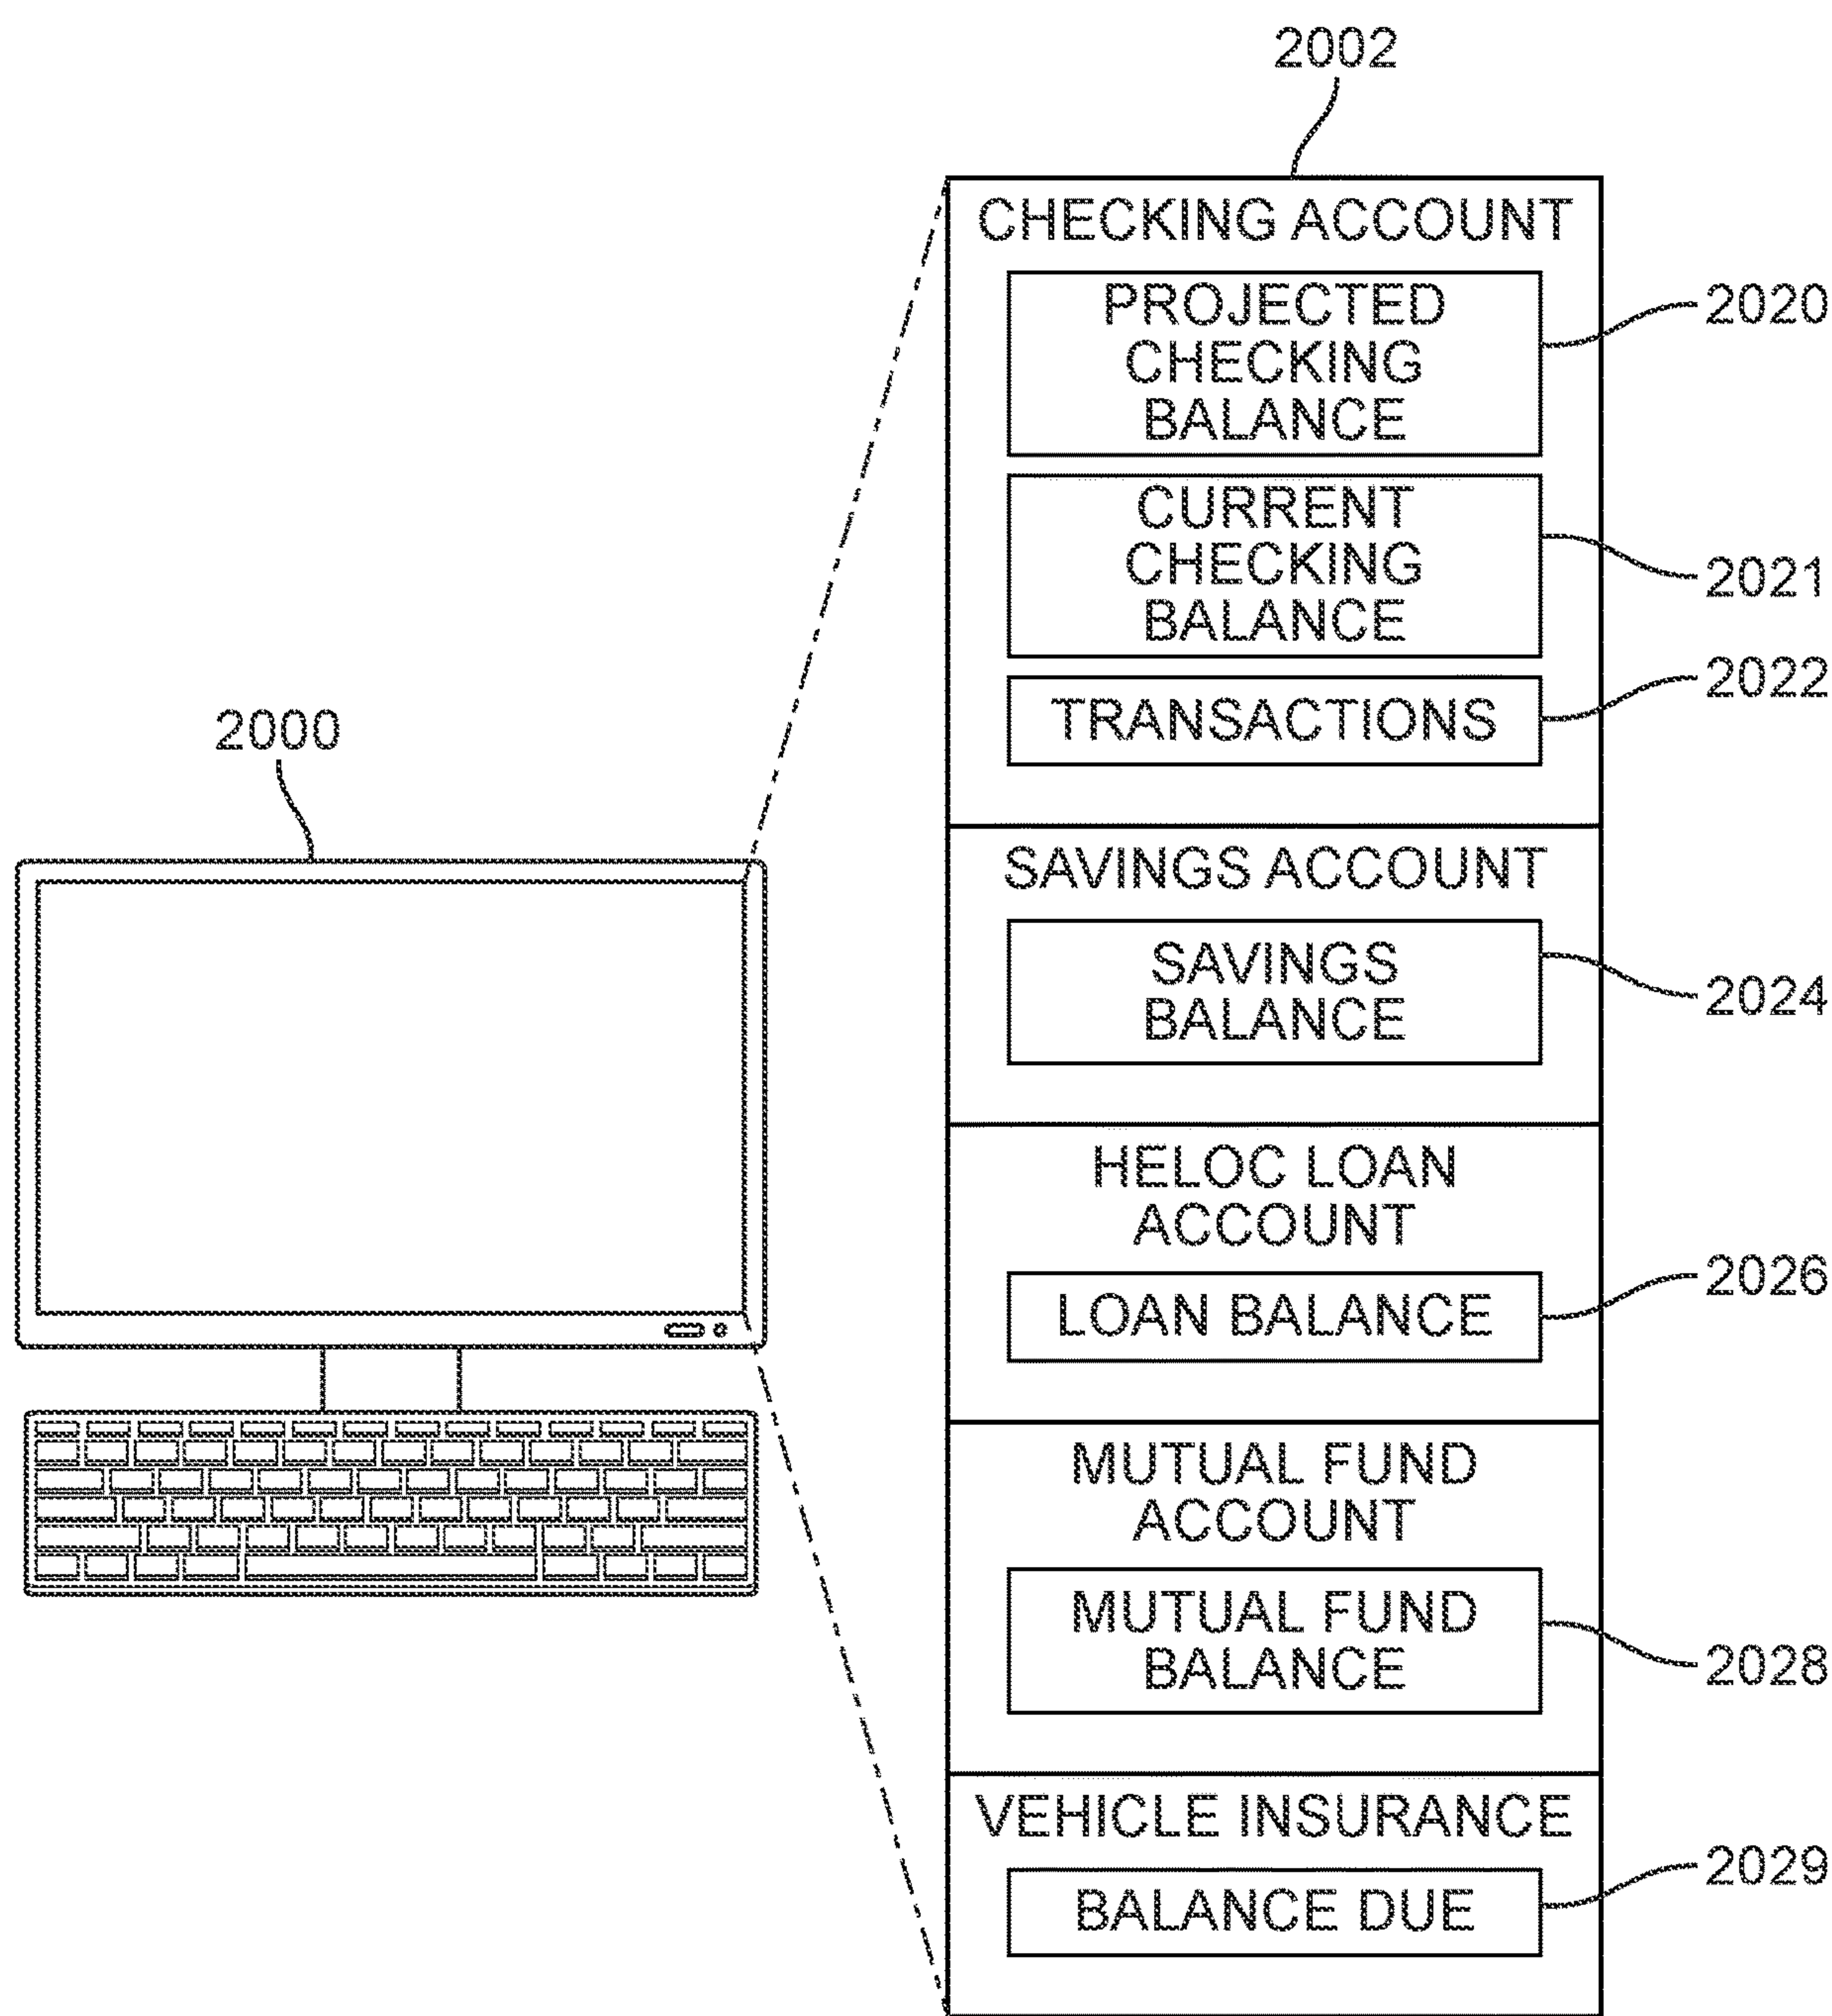 2002
CHECKING ACCOUNT
PROJECTED
CHECKING
BALANCE
2020
CURRENT
CHECKING
BALANCE
2021
TRANSACTIONS
2022
2000
SAVINGS ACCOUNT
SAVINGS
BALANCE
2024
HELOC LOAN
ACCOUNT
LOAN BALANCE
2026
MUTUAL FUND
ACCOUNT
MUTUAL FUND
BALANCE
2028
VEHICLE INSURANCE
BALANCE DUE
2029